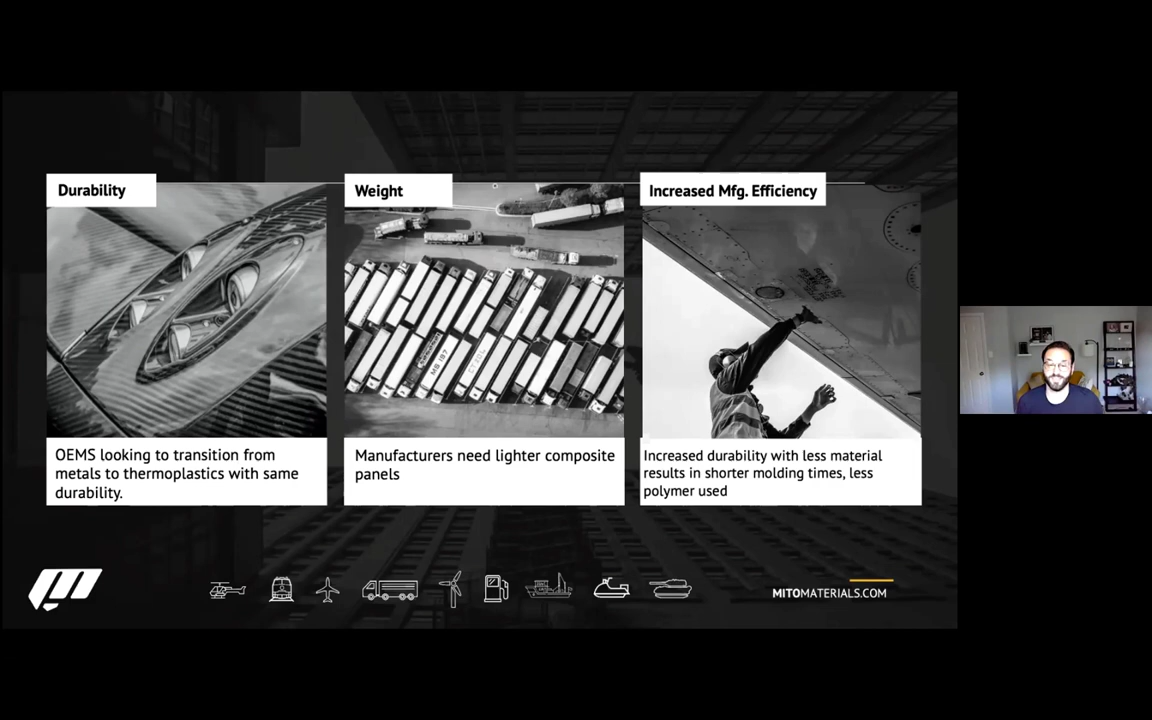 Durability
Weight
Increased Mfg. Efficiency
OEMS looking to transition from
metals to thermoplastics with same
durability.
Manufacturers need lighter composite
panels
Increased durability with less material
results in shorter molding times, less
polymer used
MITOMATERIALS.COM